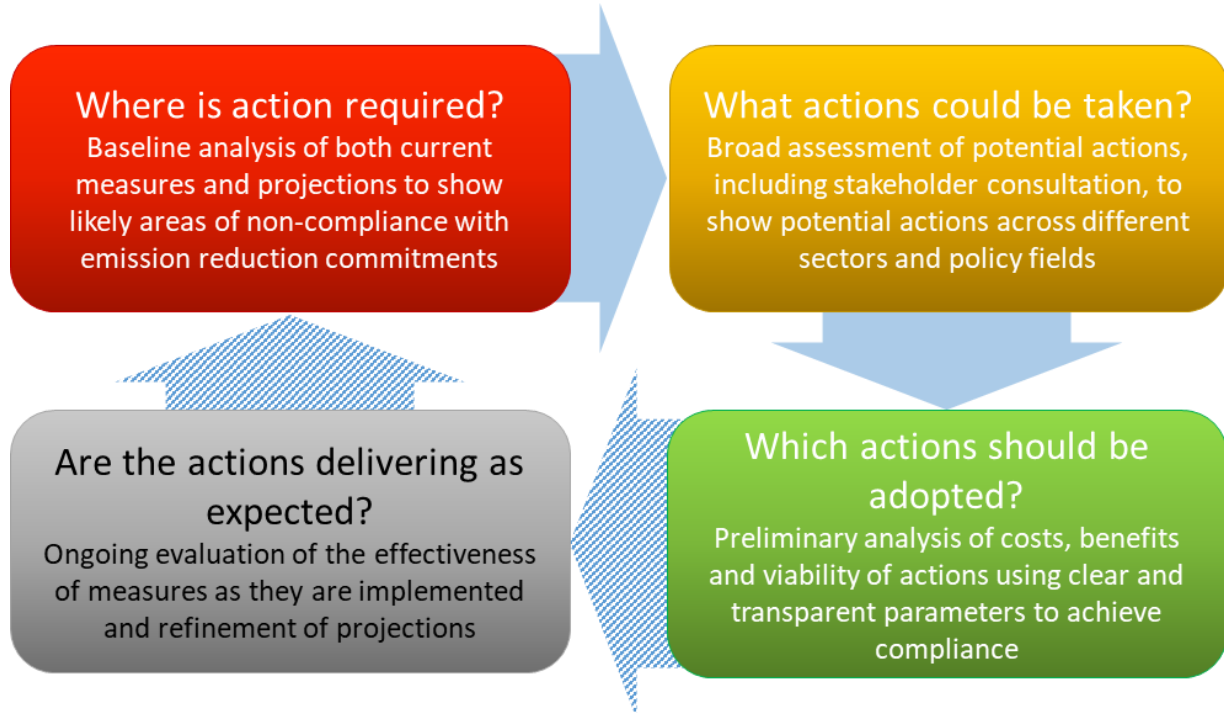 Where is action required?
Baseline analysis of both current
measures and projections to show
likely areas of non-compliance with
emission reduction commitments
What actions could be taken?
Broad assessment of potential actions,
including stakeholder consultation, to
show potential actions across different
sectors and policy fields
Which actions should be
adopted?
Preliminary analysis of costs, benefits
and viability of actions using clear and
transparent parameters to achieve
compliance
Are the actions delivering as
expected?
Ongoing evaluation of the effectiveness
of measures as they are implemented
and refinement of projections